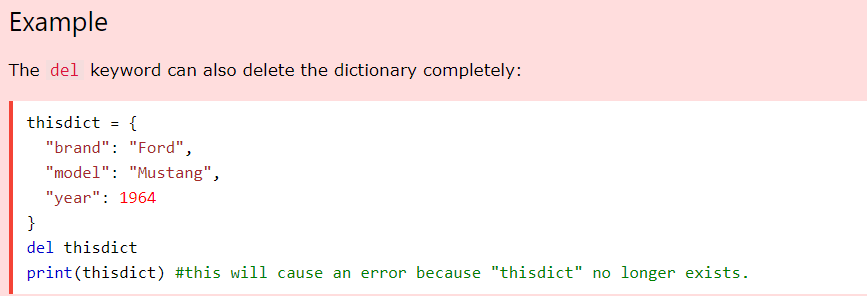 Example
The del keyword can also delete the dictionary completely:
thisdict = {
  "brand": "Ford",
  "model": "Mustang",
  "year": 1964
}
del thisdict
print(thisdict) #this will cause an error because "thisdict" no longer exists.